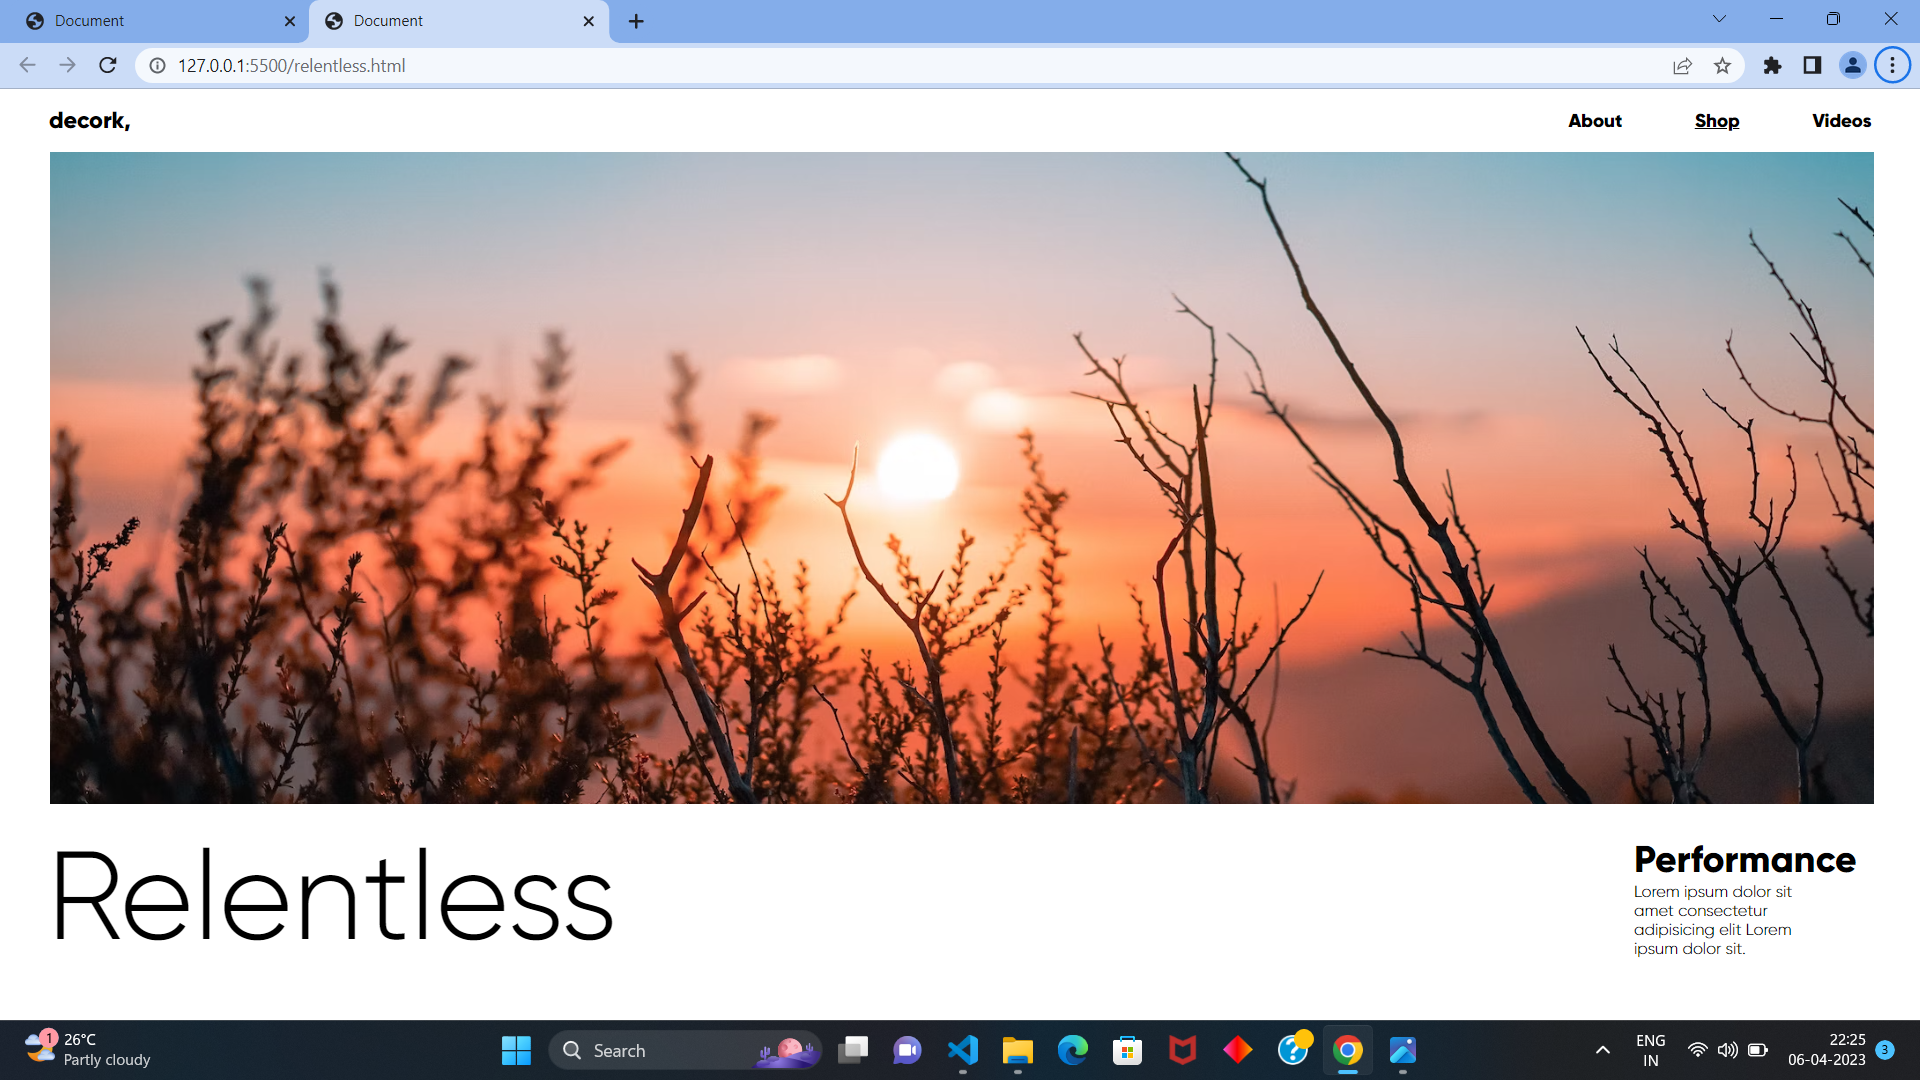 Document
Document
127.0.0.1:5500/relentless.html
decork,
About
Shop
Videos
Relentless
Performance
Lorem ipsum dolor sit
amet consectetur
adipisicing elit Lorem
ipsum dolor sit.
1
26°C
Partly cloudy
Search
ENG
IN
22:25
06-04-2023
3